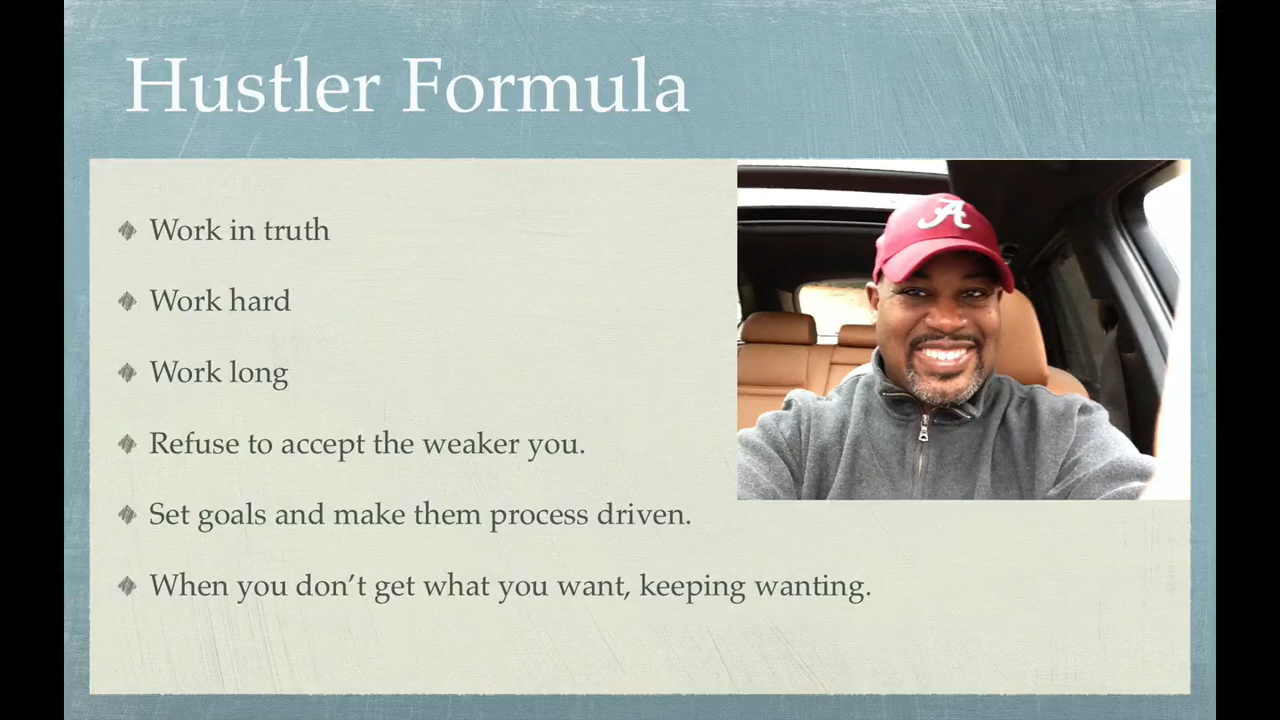 Hustler Formula
Work in truth
Work hard
Work long
Refuse to accept the weaker you.
Set goals and make them process driven.
When you don’t get what you want, keeping wanting.
A